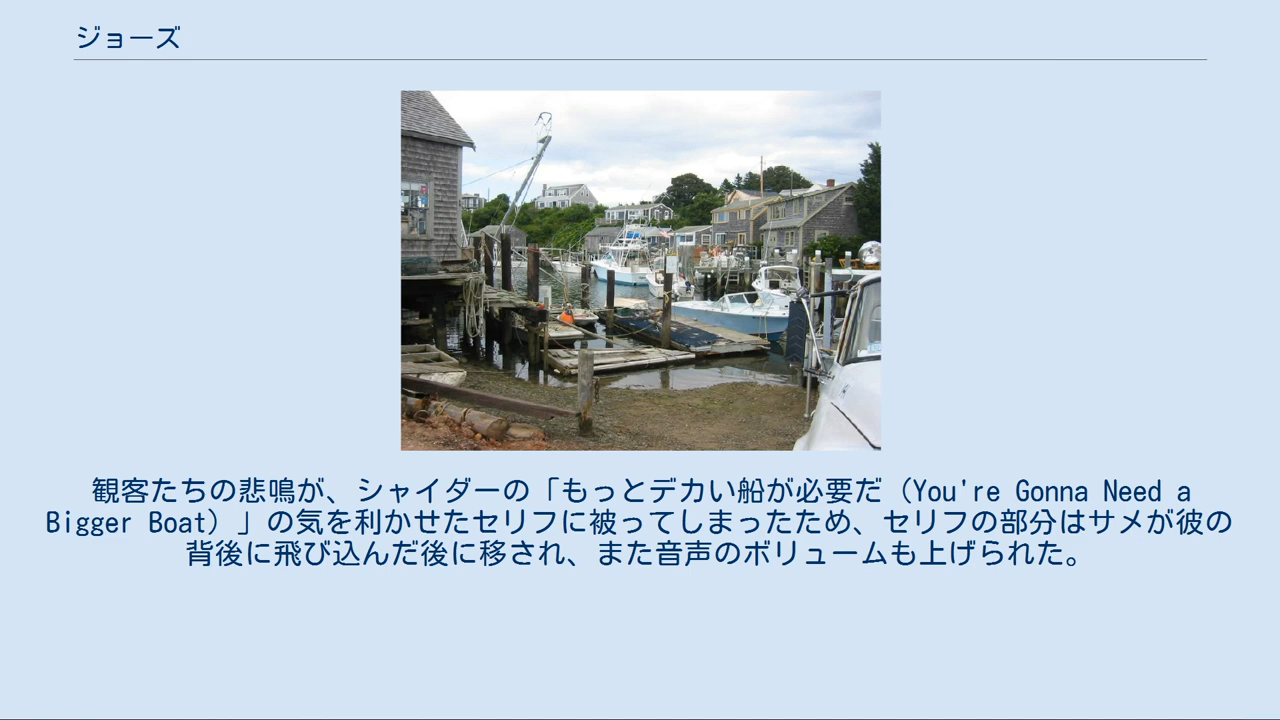 ジョーズ
観客たちの悲鳴が、シャイダーの「もっとデカい船が必要だ（You're Gonna Need a
Bigger Boat）」の気を利かせたセリフに被ってしまったため、セリフの部分はサメが彼の
背後に飛び込んだ後に移され、また音声のボリュームも上げられた。